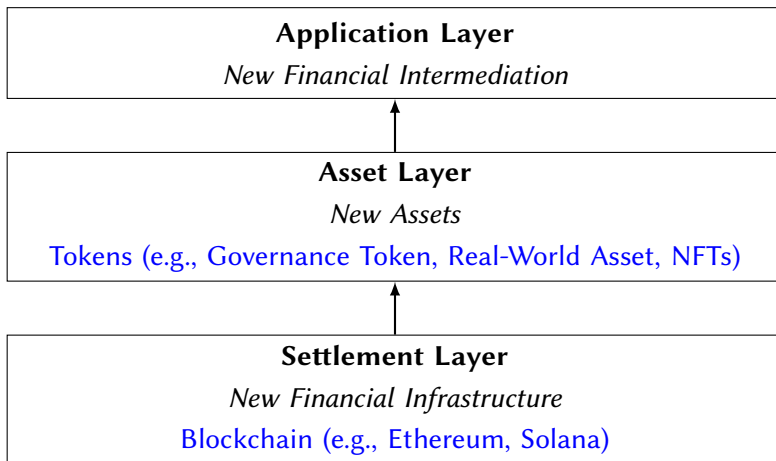 Application Layer
New Financial Intermediation
Asset Layer
New Assets
Tokens (e.g., Governance Token, Real-World Asset, NFTs)
Settlement Layer
New Financial Infrastructure
Blockchain (e.g., Ethereum, Solana)